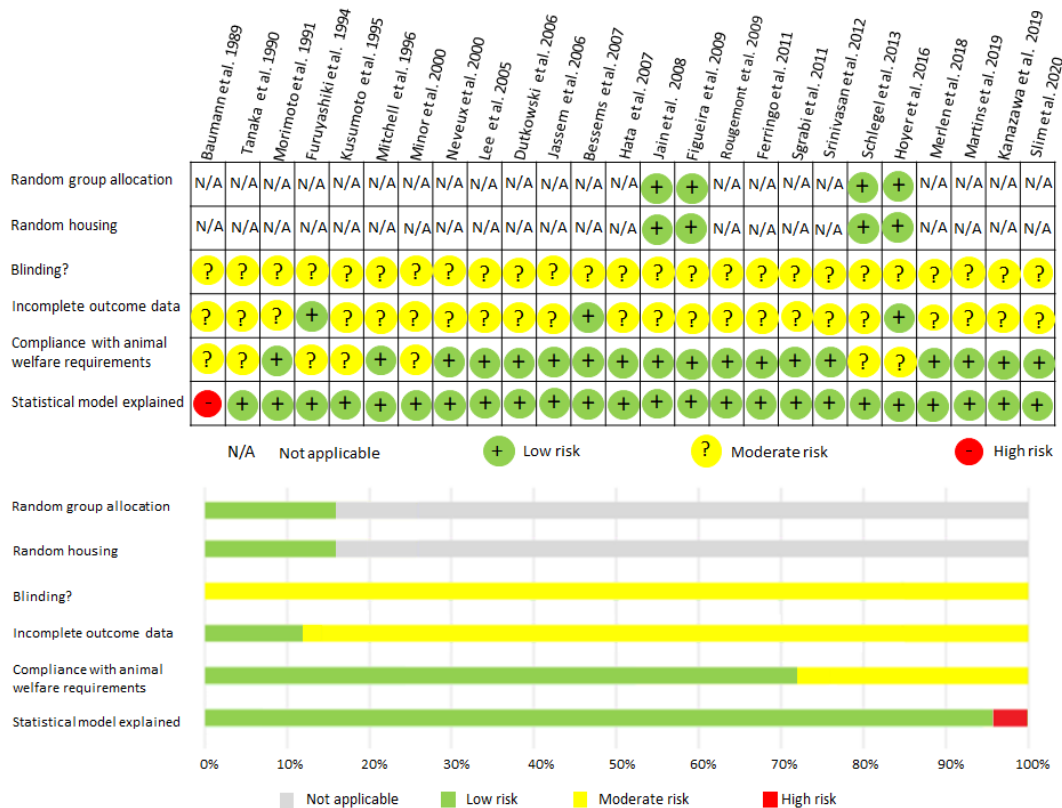 Baumann et al. 1989
Tanaka et al. 1990
Morimoto et al. 1991
Furuyashiki et al. 1994
Kusumoto et al. 1995
Mitchell et al. 1996
Minor et al. 2000
Neveux et al. 2000
Lee et al. 2005
Dutkowski et al. 2006
Jassem et al. 2006
Bessems et al. 2007
Hata et al. 2007
Jain et al. 2008
Figueira et al. 2009
Rougemont et al. 2009
Ferringo et al. 2011
Sgrabi et al. 2011
Srinivasan et al. 2012
Schlegel et al. 2013
Hoyer et al. 2016
Merlen et al. 2018
Martins et al. 2019
Kanazawa et al. 2019
Slim et al. 2020
Random group allocation N/A N/A N/A N/A N/A N/A N/A N/A N/A N/A N/A N/A N/A + + N/A N/A N/A N/A + + N/A N/A N/A N/A
Random housing N/A N/A N/A N/A N/A N/A N/A N/A N/A N/A N/A N/A N/A + + N/A N/A N/A N/A + + N/A N/A N/A N/A
Blinding? ? ? ? ? ? ? ? ? ? ? ? ? ? ? ? ? ? ? ? ? ? ? ? ? ?
Incomplete outcome data ? ? ? + ? ? ? ? ? ? ? + ? ? ? ? ? ? ? ? + ? ? ? ?
Compliance with animal
welfare requirements ? ? + ? ? + ? + + + + + + + + + + + + ? ? + + + +
Statistical model explained - + + + + + + + + + + + + + + + + + + + + + + + +
N/A Not applicable + Low risk ? Moderate risk - High risk
Random group allocation
Random housing
Blinding?
Incomplete outcome data
Compliance with animal
welfare requirements
Statistical model explained
0% 10% 20% 30% 40% 50% 60% 70% 80% 90% 100%
Not applicable Low risk Moderate risk High risk